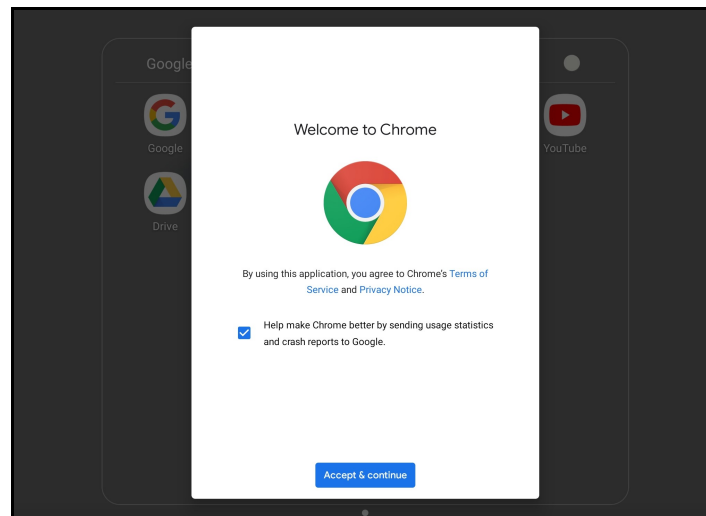 Google
Google
YouTube
Drive
Welcome to Chrome
By using this application, you agree to Chrome's Terms of
Service and Privacy Notice.
Help make Chrome better by sending usage statistics
and crash reports to Google.
Accept & continue